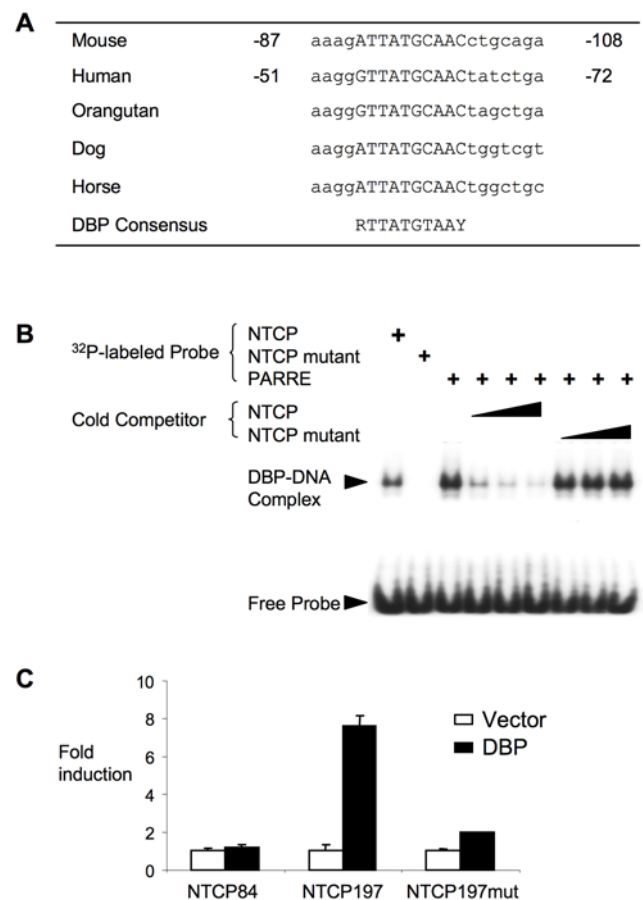 A
Mouse -87 aaagATTATGCAACctgcaga -108
Human -51 aaggGTTATGCAACtatctga -72
Orangutan aaggGTTATGCAACtagctga
Dog aaggATTATGCAACtggtcgt
Horse aaggATTATGCAACtggctgc
DBP Consensus RTTATGTAAY
B
32P-labeled Probe
NTCP +
NTCP mutant +
PARRE + + + + + + +
Cold Competitor
NTCP
NTCP mutant
DBP-DNA
Complex
Free Probe
C
Fold
induction
10
8
6
4
2
0
Vector
DBP
NTCP84 NTCP197 NTCP197mut